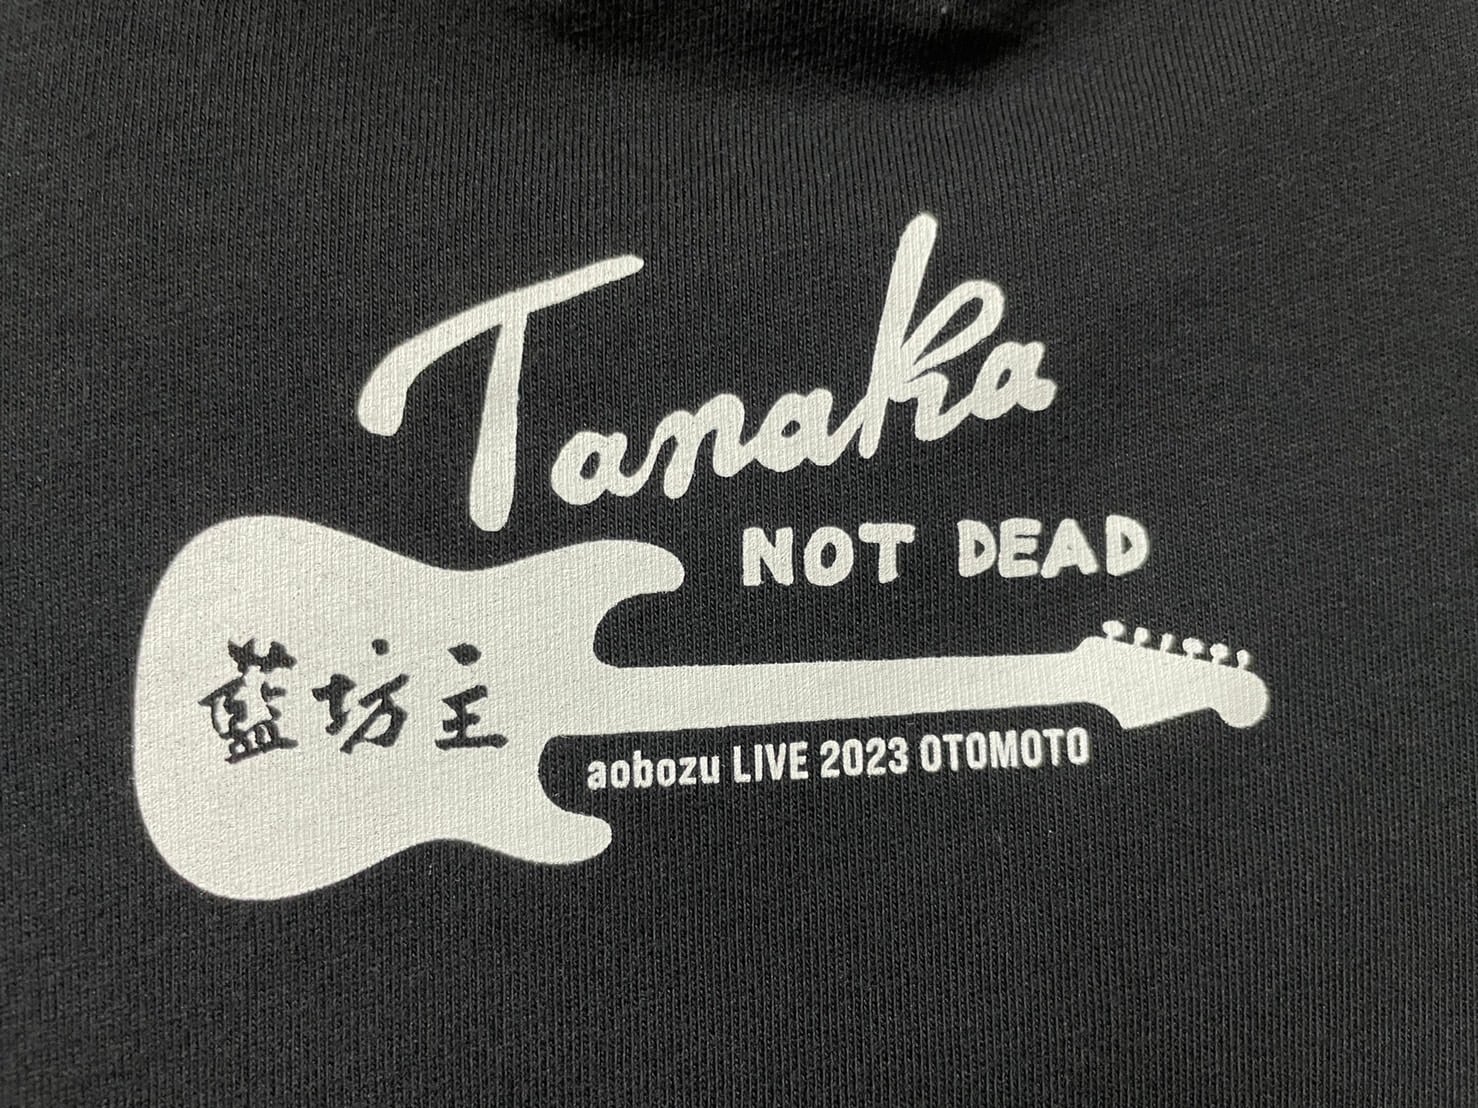 Tanaka
NOT DEAD
藍坊主
aobozu LIVE 2023 OTOMOTO